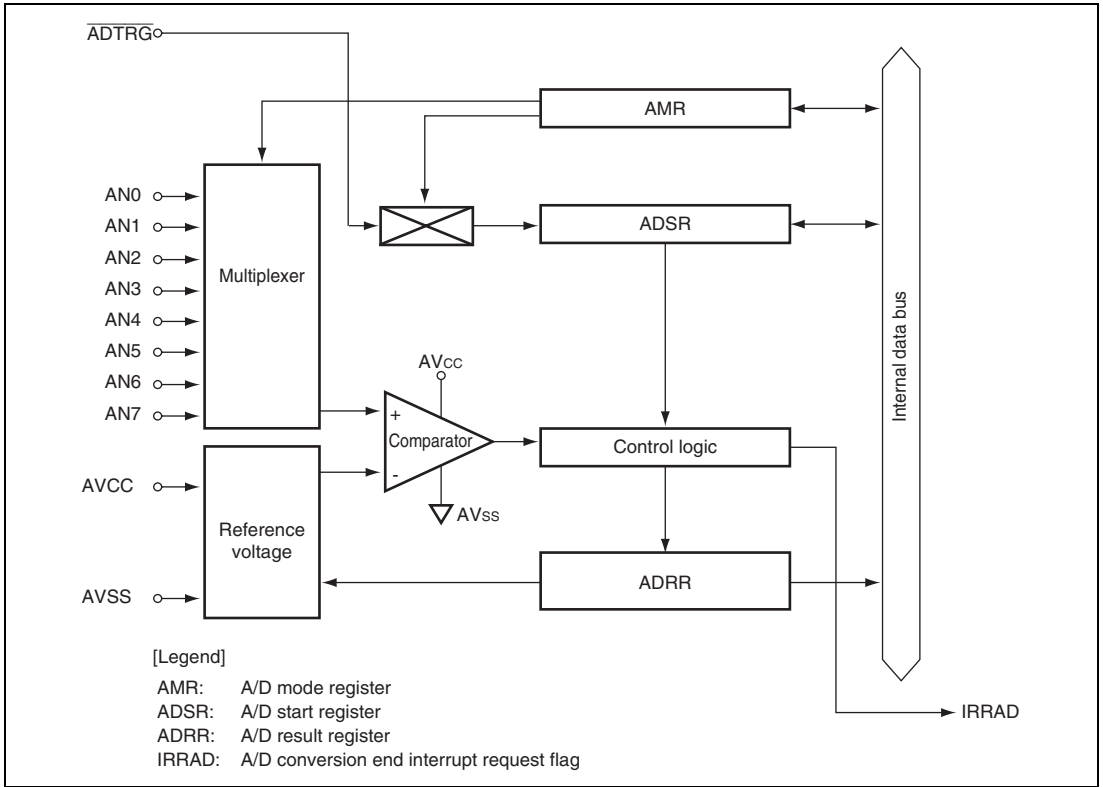 ADTRG
AMR
AN0
AN1
AN2
AN3
AN4
AN5
AN6
AN7
Multiplexer
ADSR
Internal data bus
AVCC
+
Comparator
-
AVSS
Control logic
AVCC
Reference
voltage
AVSS
ADRR
IRRAD
[Legend]
AMR: A/D mode register
ADSR: A/D start register
ADRR: A/D result register
IRRAD: A/D conversion end interrupt request flag